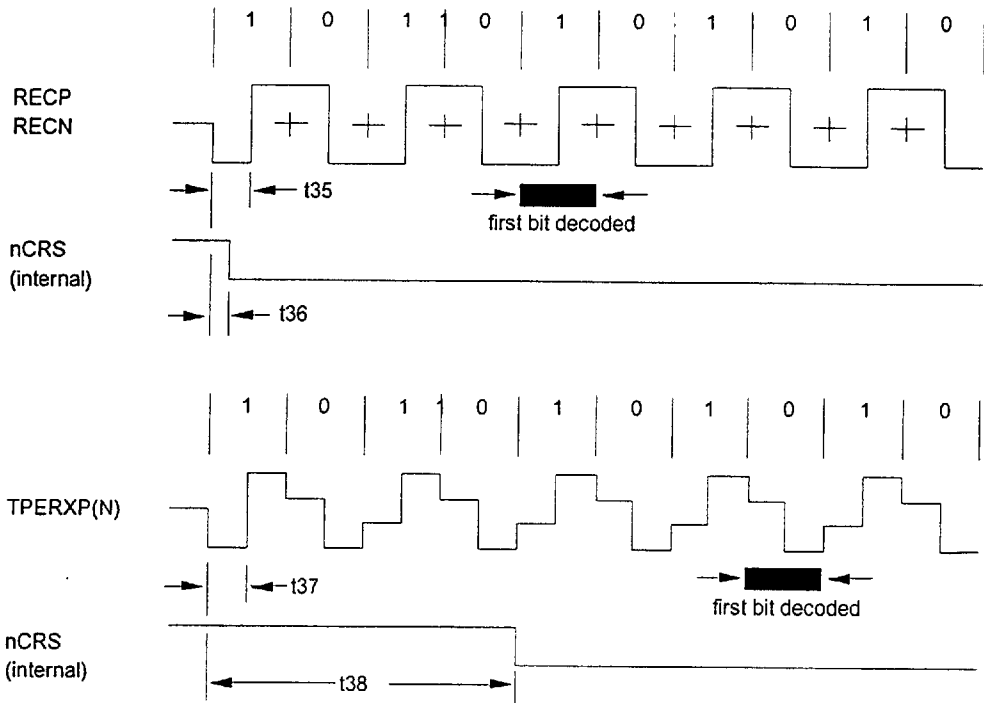 1 0 1 1 0 1 0 1 0 1 0
RECP
RECN
t35
first bit decoded
nCRS
(internal)
t36
1 0 1 1 0 1 0 1 0 1 0
TPERXP(N)
t37
first bit decoded
nCRS
(internal)
t38